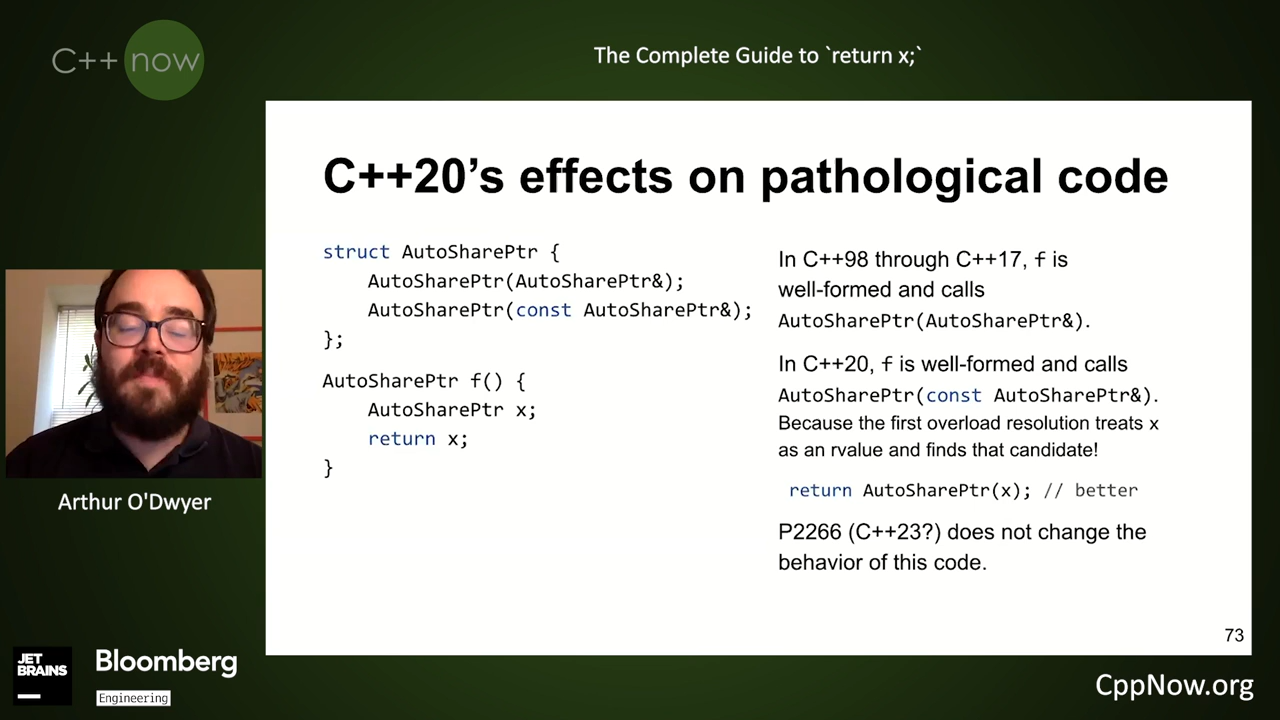 C++ now
The Complete Guide to `return x;`
C++20’s effects on pathological code
struct AutoSharePtr {
    AutoSharePtr(AutoSharePtr&);
    AutoSharePtr(const AutoSharePtr&);
};
AutoSharePtr f() {
    AutoSharePtr x;
    return x;
}
In C++98 through C++17, f is
well-formed and calls
AutoSharePtr(AutoSharePtr&).
In C++20, f is well-formed and calls
AutoSharePtr(const AutoSharePtr&).
Because the first overload resolution treats x
as an rvalue and finds that candidate!
return AutoSharePtr(x); // better
P2266 (C++23?) does not change the
behavior of this code.
73
Arthur O'Dwyer
JET
BRAINS
Bloomberg
Engineering
CppNow.org